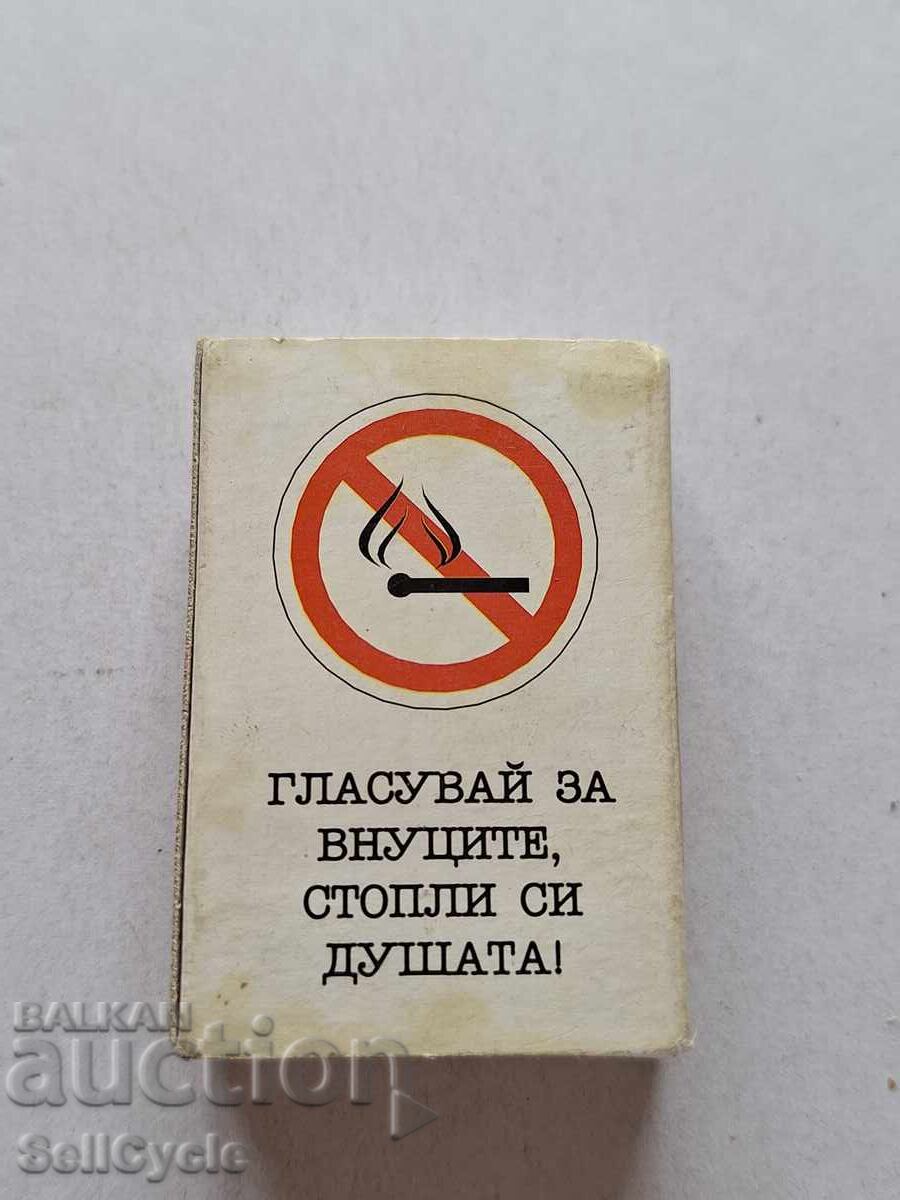 ГЛАСУВАЙ ЗА
ВНУЦИТЕ,
СТОПЛИ СИ
ДУШАТА!
BALKAN
auction
SellCycle